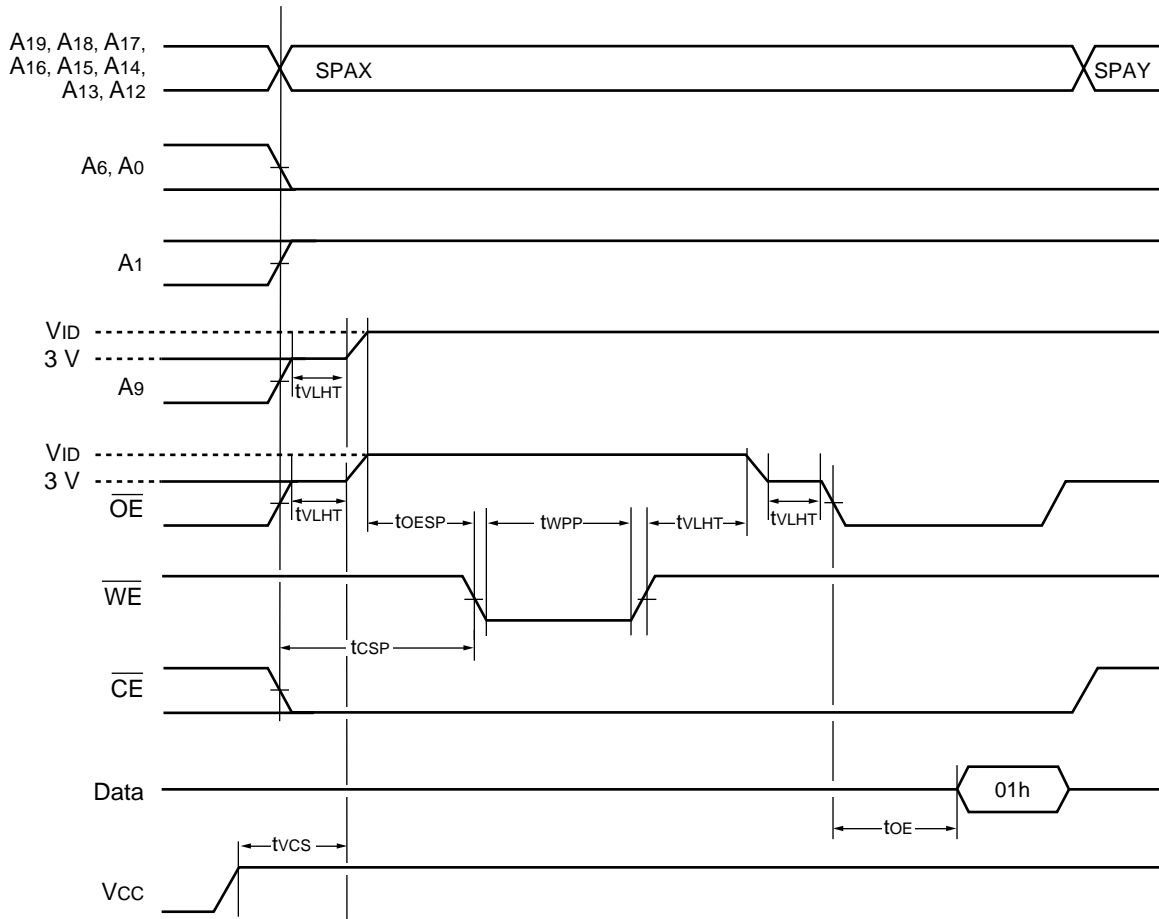 A19, A18, A17,
A16, A15, A14,
A13, A12
SPAX
SPAY
A6, A0
A1
VID
3 V
A9
tVLHT
VID
3 V
OE
tVLHT
tOESP
tWPP
tVLHT
tVLHT
WE
tCSP
CE
Data
01h
tOE
tVCS
VCC